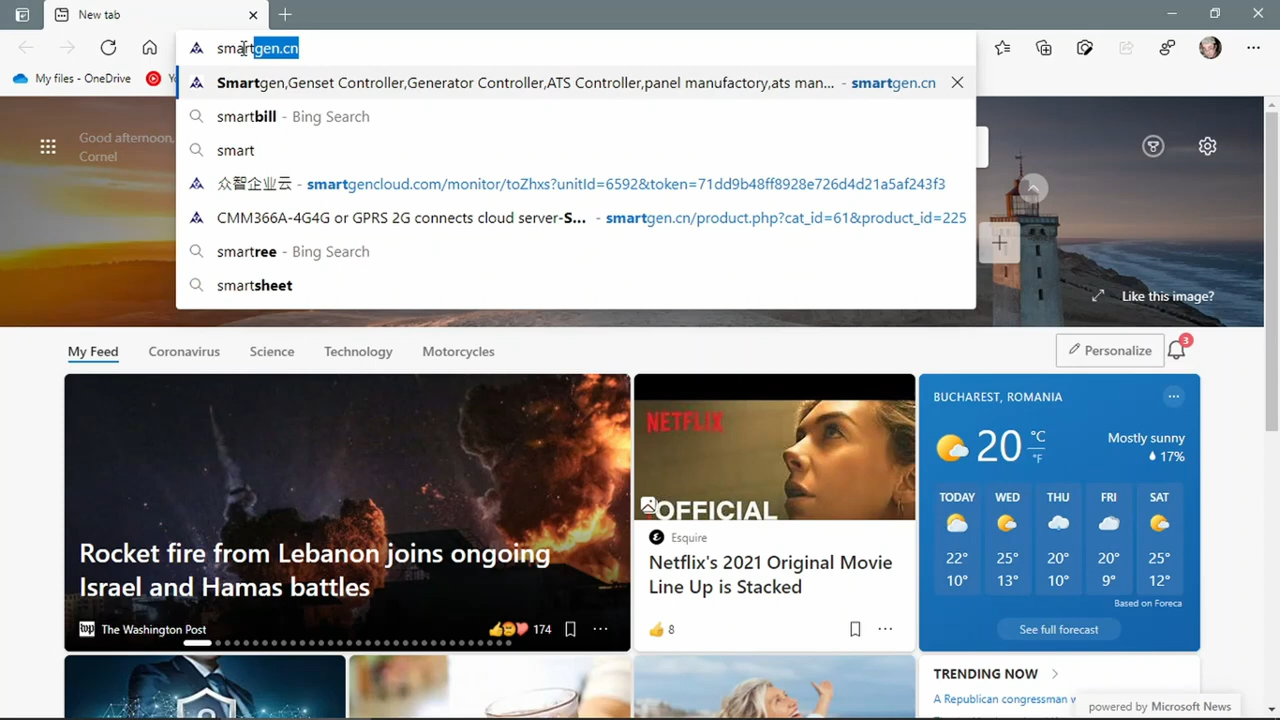 New tab
smartgen.cn
My files - OneDrive
Smartgen,Genset Controller,Generator Controller,ATS Controller,panel manufactory,ats man... - smartgen.cn
smartbill - Bing Search
smart
众智企业云 - smartgencloud.com/monitor/toZhxs?unitId=6592&token=71dd9b48ff8928e726d4d21a5af243f3
CMM366A-4G4G or GPRS 2G connects cloud server-S... - smartgen.cn/product.php?cat_id=61&product_id=225
smartree - Bing Search
smartsheet
Good afternoon,
Cornel
Like this image?
My Feed
Coronavirus
Science
Technology
Motorcycles
Personalize
3
Rocket fire from Lebanon joins ongoing
Israel and Hamas battles
wp
The Washington Post
174
NETFLIX
OFFICIAL
Esquire
Netflix's 2021 Original Movie
Line Up is Stacked
8
BUCHAREST, ROMANIA
20 °C
°F
Mostly sunny
17%
TODAY WED THU FRI SAT
22° 25° 20° 20° 25°
10° 13° 10° 9° 12°
Based on Foreca
See full forecast
TRENDING NOW
A Republican congressman
powered by Microsoft News